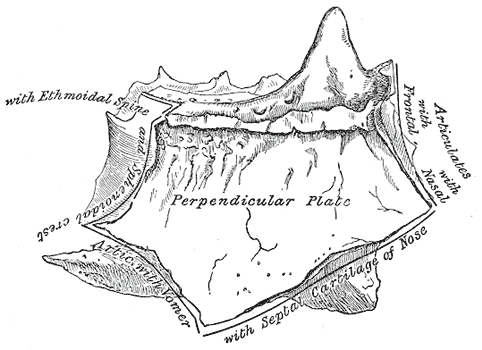 with Ethmoidal Spine
and Sphenoidal crest
Articulates
with
Frontal
with
Nasal
Perpendicular Plate
Artic. with Vomer
with Septal Cartilage of Nose